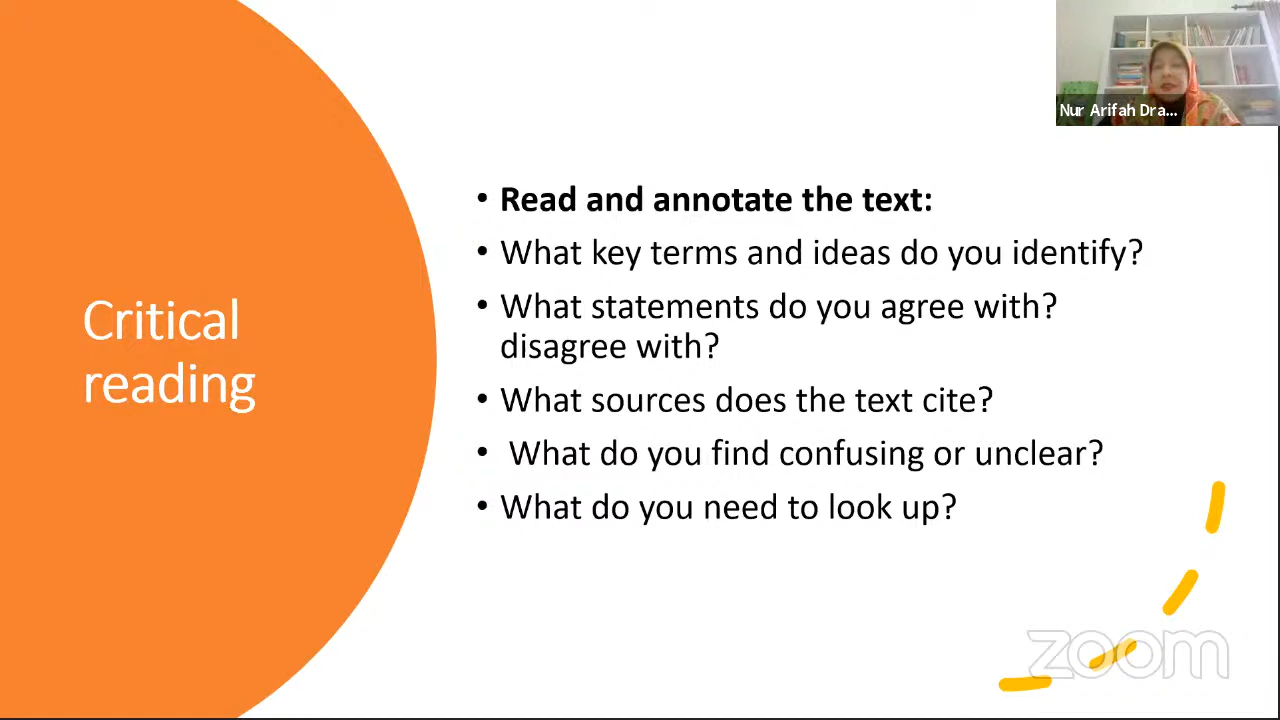 Nur Arifah Dra...
Critical
reading
• Read and annotate the text:
• What key terms and ideas do you identify?
• What statements do you agree with?
disagree with?
• What sources does the text cite?
• What do you find confusing or unclear?
• What do you need to look up?
zoom